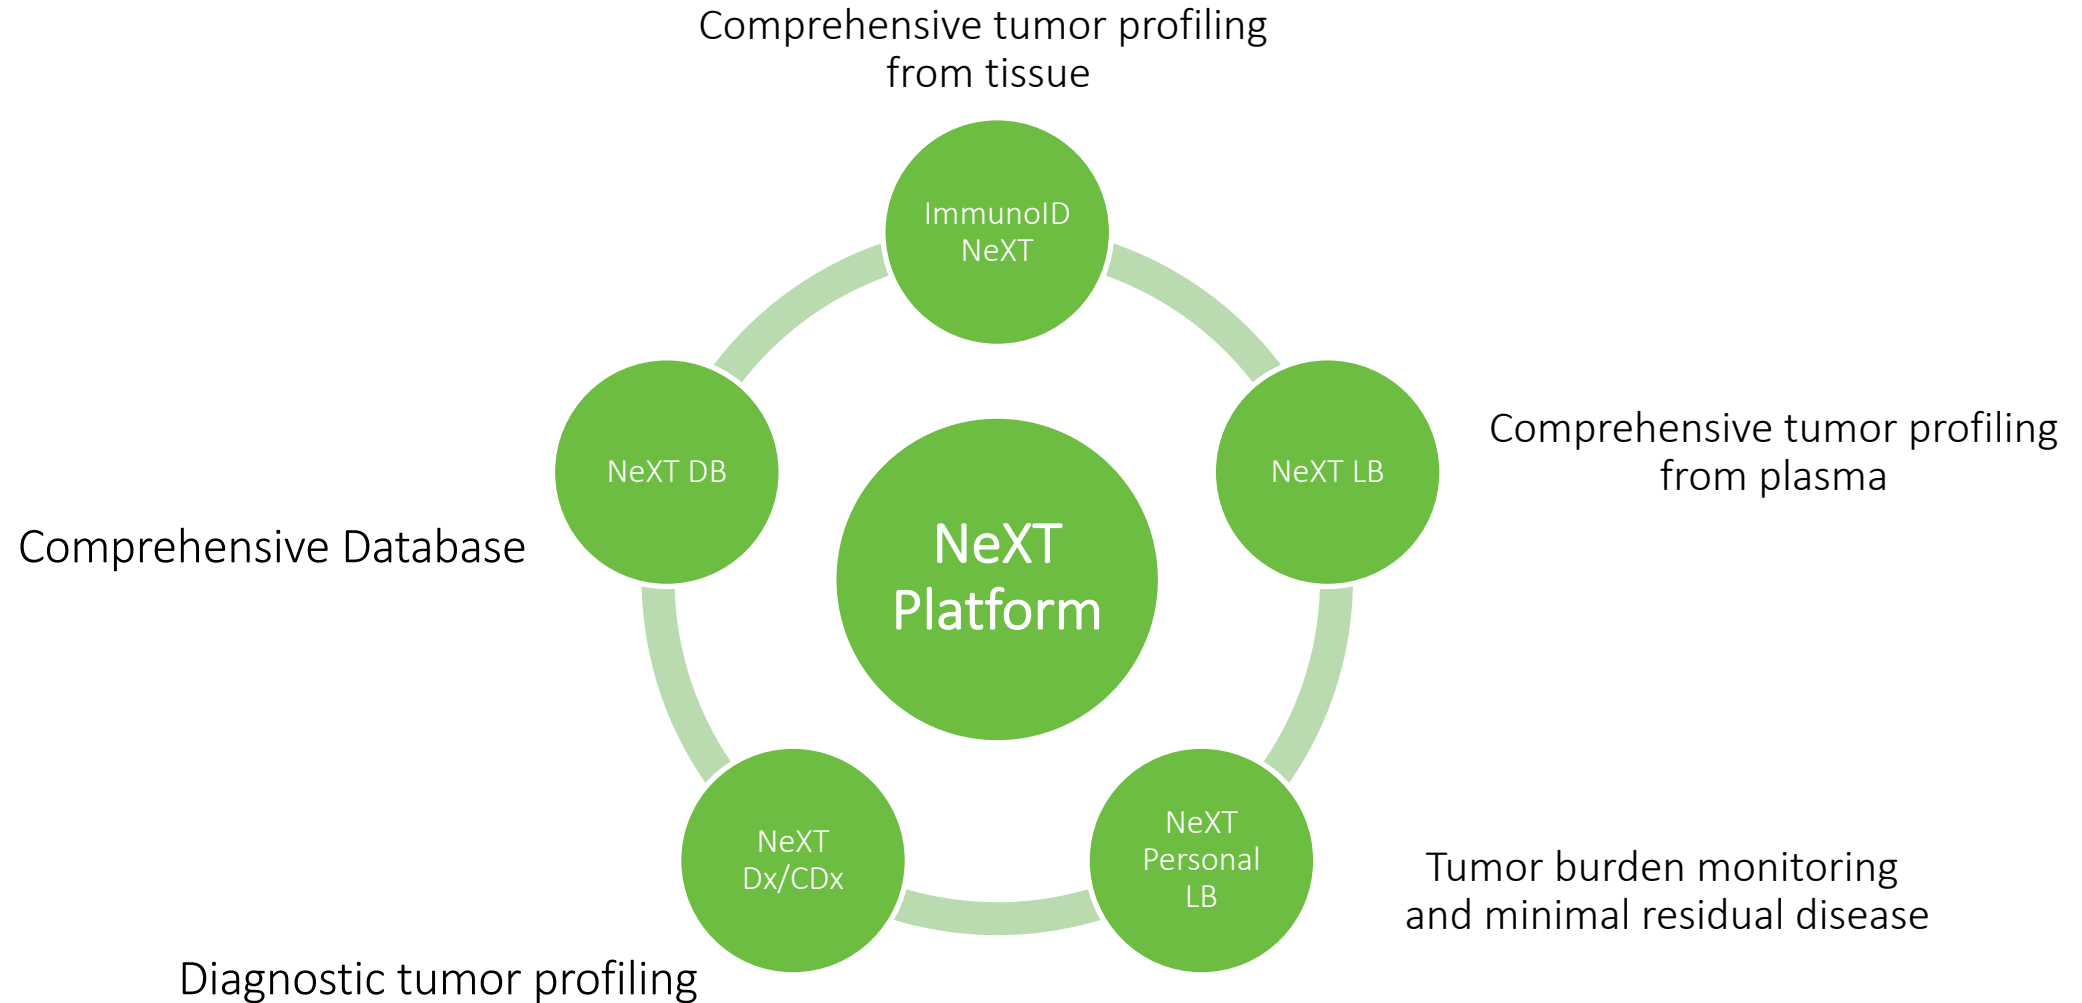 Comprehensive tumor profiling
from tissue
ImmunoID
NeXT
NeXT DB
NeXT LB
Comprehensive tumor profiling
from plasma
Comprehensive Database
NeXT
Platform
NeXT
Dx/CDx
NeXT
Personal
LB
Tumor burden monitoring
and minimal residual disease
Diagnostic tumor profiling